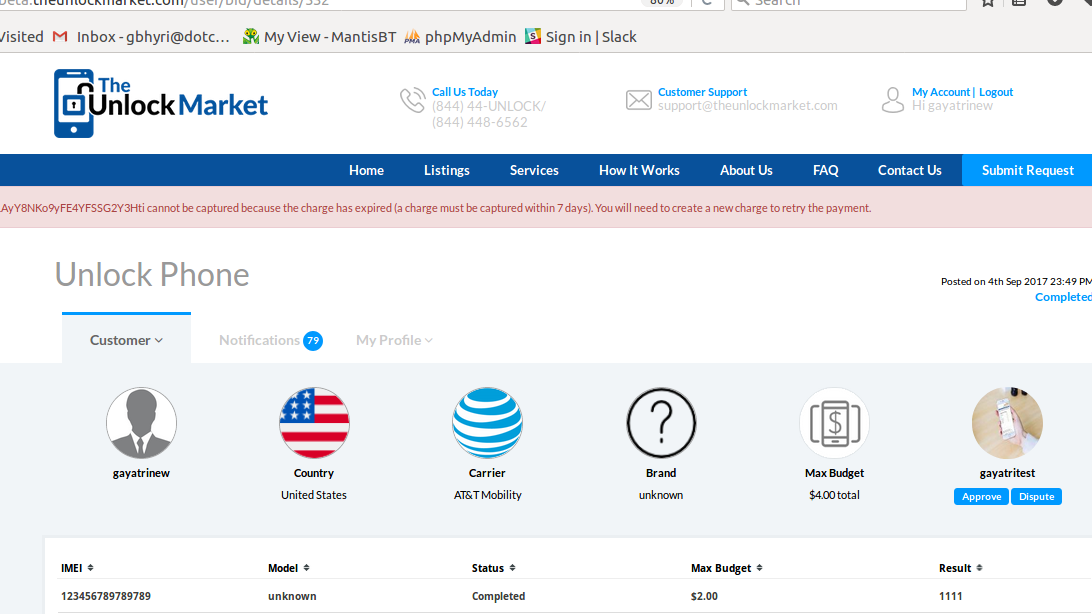 beta.theunlockmarket.com/user/bid/details/332
80%
Search
Visited
Inbox - gbhyri@dotc...
My View - MantisBT
phpMyAdmin
Sign in | Slack
The
UnlockMarket
Call Us Today
(844) 44-UNLOCK/
(844) 448-6562
Customer Support
support@theunlockmarket.com
My Account | Logout
Hi gayatrinew
Home
Listings
Services
How It Works
About Us
FAQ
Contact Us
Submit Request
AyY8NKo9yFE4YFSSG2Y3Hti cannot be captured because the charge has expired (a charge must be captured within 7 days). You will need to create a new charge to retry the payment.
Unlock Phone
Posted on 4th Sep 2017 23:49 PM
Completed
Customer
Notifications 79
My Profile
gayatrinew
Country
United States
Carrier
AT&T Mobility
Brand
unknown
Max Budget
$4.00 total
gayatritest
Approve
Dispute
IMEI Model Status Max Budget Result
123456789789789 unknown Completed $2.00 1111